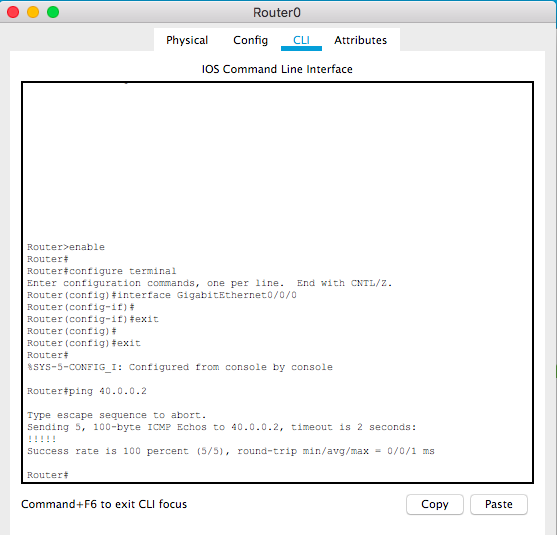 Router0
Physical Config CLI Attributes
IOS Command Line Interface
Router>enable
Router#
Router#configure terminal
Enter configuration commands, one per line.  End with CNTL/Z.
Router(config)#interface GigabitEthernet0/0/0
Router(config-if)#
Router(config-if)#exit
Router(config)#
Router(config)#exit
Router#
%SYS-5-CONFIG_I: Configured from console by console
Router#ping 40.0.0.2
Type escape sequence to abort.
Sending 5, 100-byte ICMP Echos to 40.0.0.2, timeout is 2 seconds:
!!!!!
Success rate is 100 percent (5/5), round-trip min/avg/max = 0/0/1 ms
Router#
Command+F6 to exit CLI focus
Copy Paste